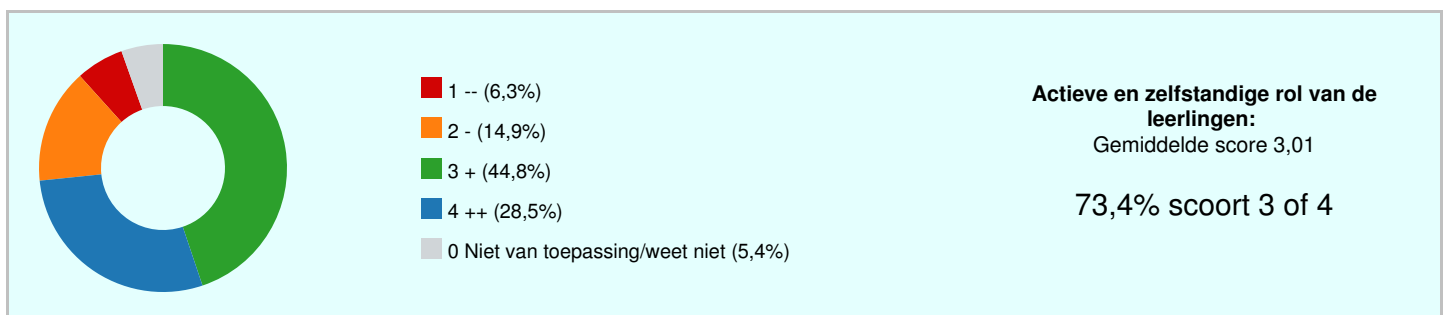 1 -- (6,3%)
2 - (14,9%)
3 + (44,8%)
4 ++ (28,5%)
0 Niet van toepassing/weet niet (5,4%)
Actieve en zelfstandige rol van de
leerlingen:
Gemiddelde score 3,01
73,4% scoort 3 of 4